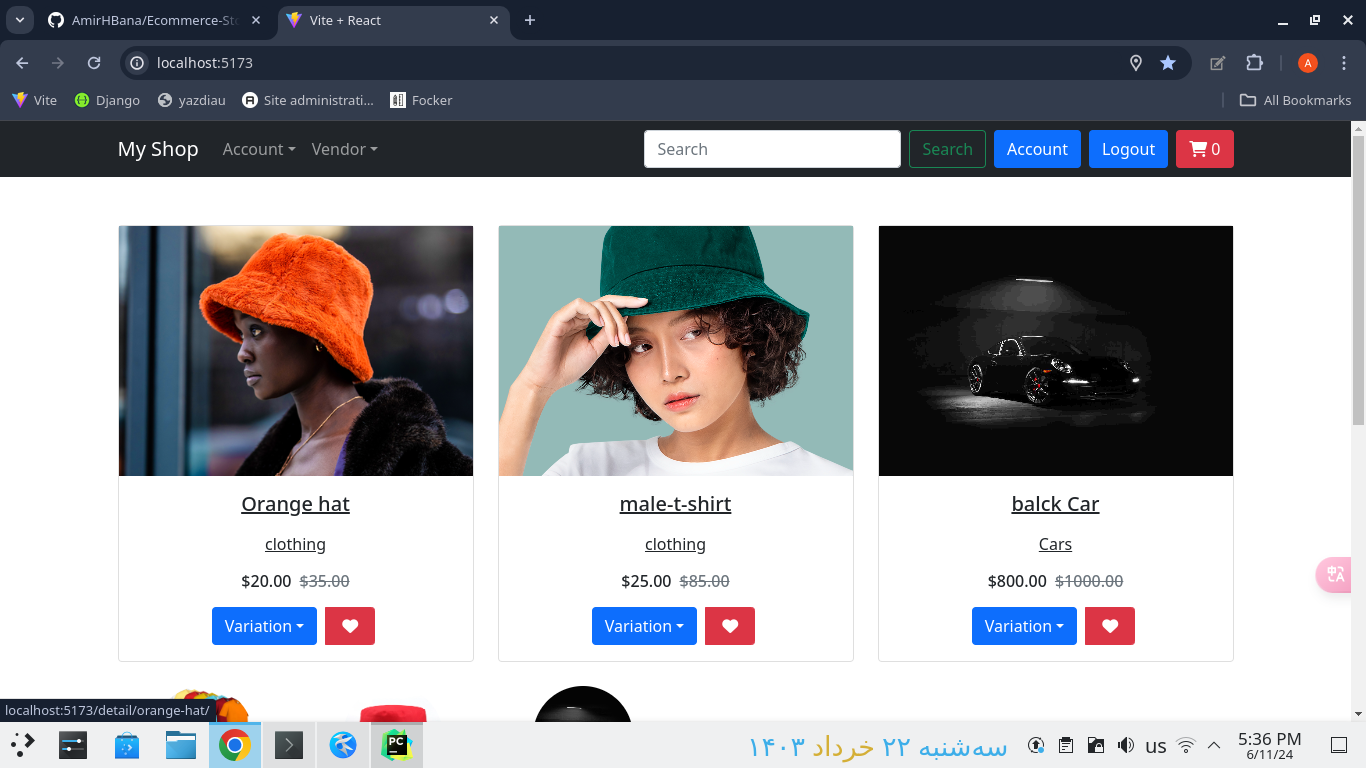 AmirHBana/Ecommerce-Sto
Vite + React
localhost:5173
A
Vite
Django
yazdiau
Site administrati...
Focker
All Bookmarks
My Shop
Account
Vendor
Search
Search
Account
Logout
0
Orange hat
male-t-shirt
balck Car
clothing
clothing
Cars
$20.00 $35.00
$25.00 $85.00
$800.00 $1000.00
Variation
Variation
Variation
localhost:5173/detail/orange-hat/
PC
سه‌شنبه ۲۲ خرداد ۱۴۰۳
us
5:36 PM
6/11/24